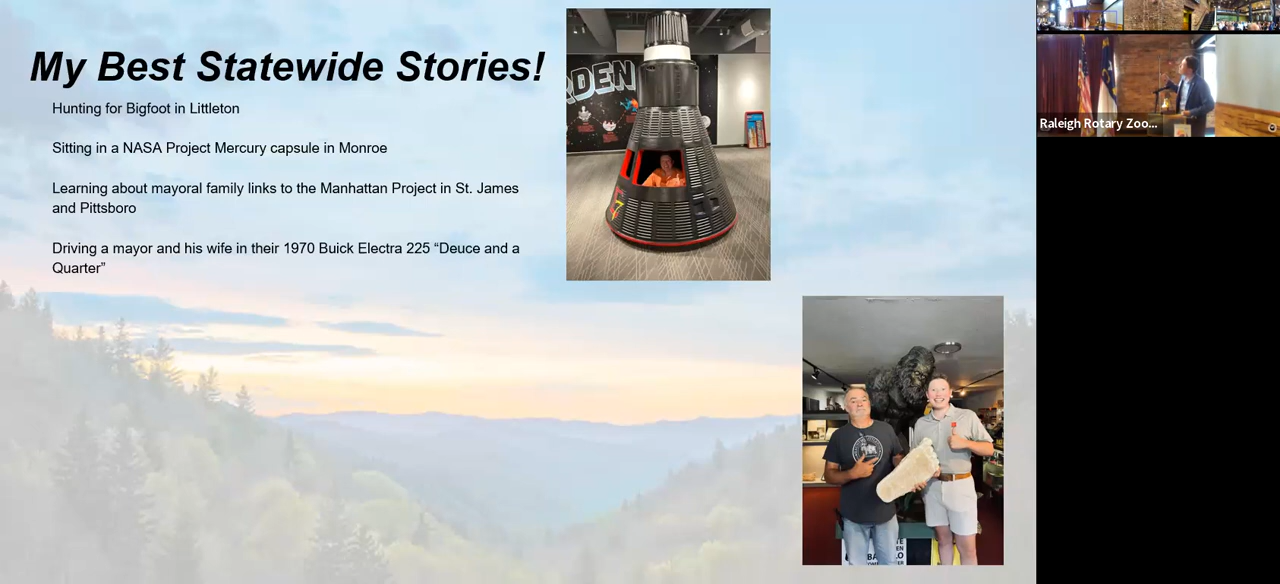 My Best Statewide Stories!
Hunting for Bigfoot in Littleton
Sitting in a NASA Project Mercury capsule in Monroe
Learning about mayoral family links to the Manhattan Project in St. James
and Pittsboro
Driving a mayor and his wife in their 1970 Buick Electra 225 “Deuce and a
Quarter”
RDEN
7
Raleigh Rotary Zoo...